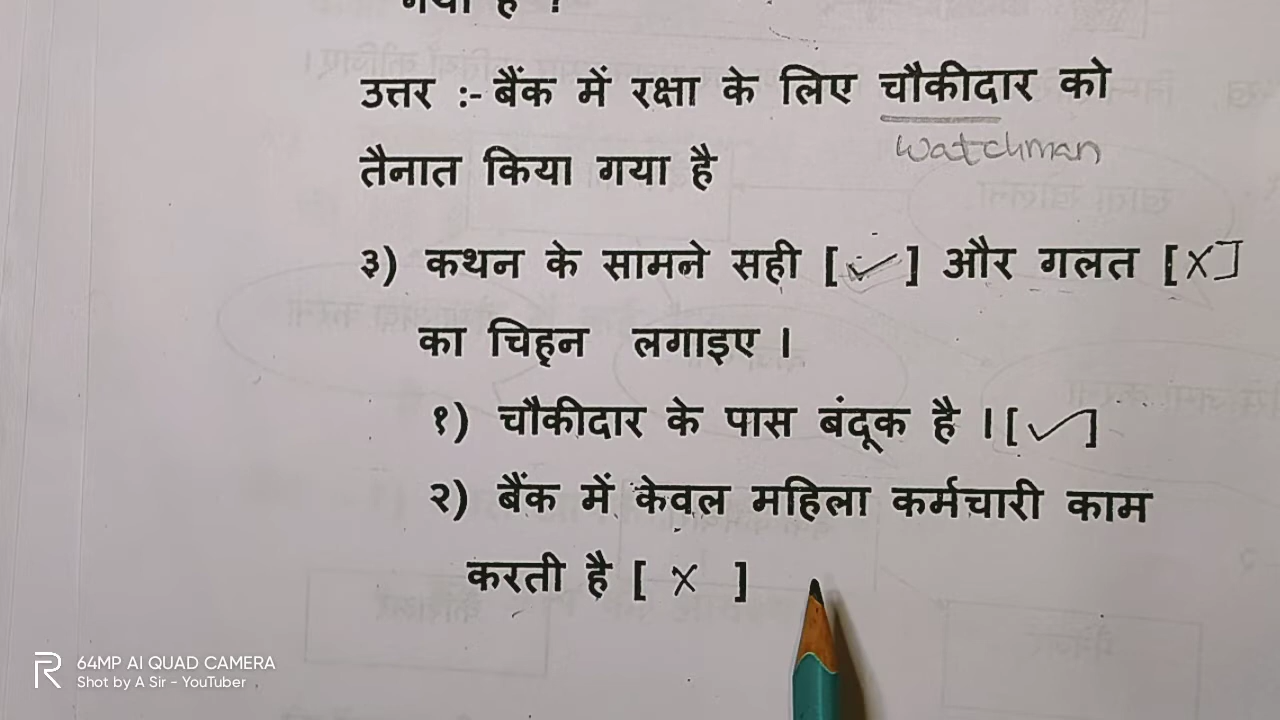 गया है ?
उत्तर :- बैंक में रक्षा के लिए चौकीदार को
watchman
तैनात किया गया है
३) कथन के सामने सही [✓] और गलत [X]
का चिह्न लगाइए ।
१) चौकीदार के पास बंदूक है ।[✓]
२) बैंक में केवल महिला कर्मचारी काम
करती है [ X ]
64MP AI QUAD CAMERA
Shot by A Sir - YouTuber